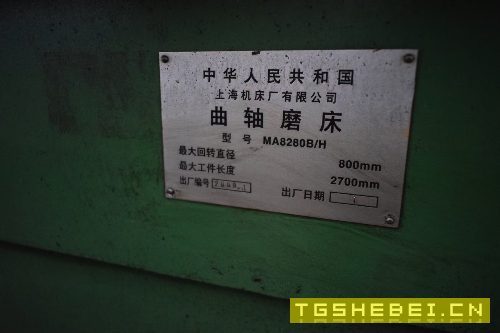 中华人民共和国
上海机床厂有限公司
曲轴磨床
型号 MA8280B/H
最大回转直径 800mm
最大工件长度 2700mm
出厂编号 出厂日期
TGSHEBEI.CN